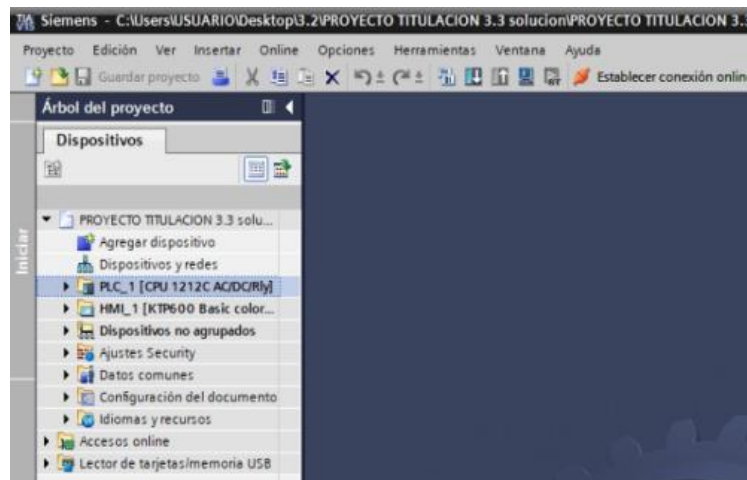 Siemens - C:\Users\USUARIO\Desktop\3.2\PROYECTO TITULACION 3.3 solucion\PROYECTO TITULACION 3.
Proyecto Edición Ver Insertar Online Opciones Herramientas Ventana Ayuda
Guardar proyecto Establecer conexión onlin
Árbol del proyecto
Dispositivos
Iniciar
PROYECTO TITULACION 3.3 solu...
Agregar dispositivo
Dispositivos y redes
PLC_1 [CPU 1212C AC/DC/Rly]
HMI_1 [KTP600 Basic color...
Dispositivos no agrupados
Ajustes Security
Datos comunes
Configuración del documento
Idiomas y recursos
Accesos online
Lector de tarjetas/memoria USB